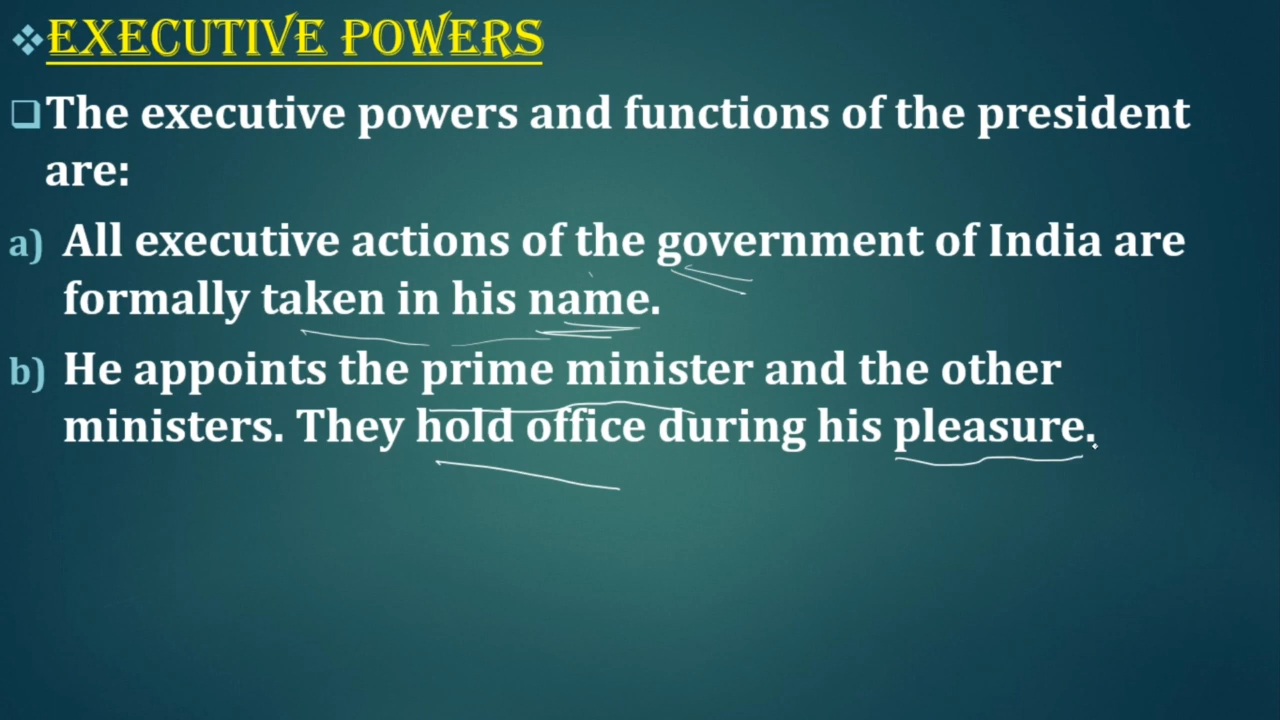 EXECUTIVE POWERS
The executive powers and functions of the president
are:
a) All executive actions of the government of India are
formally taken in his name.
b) He appoints the prime minister and the other
ministers. They hold office during his pleasure.